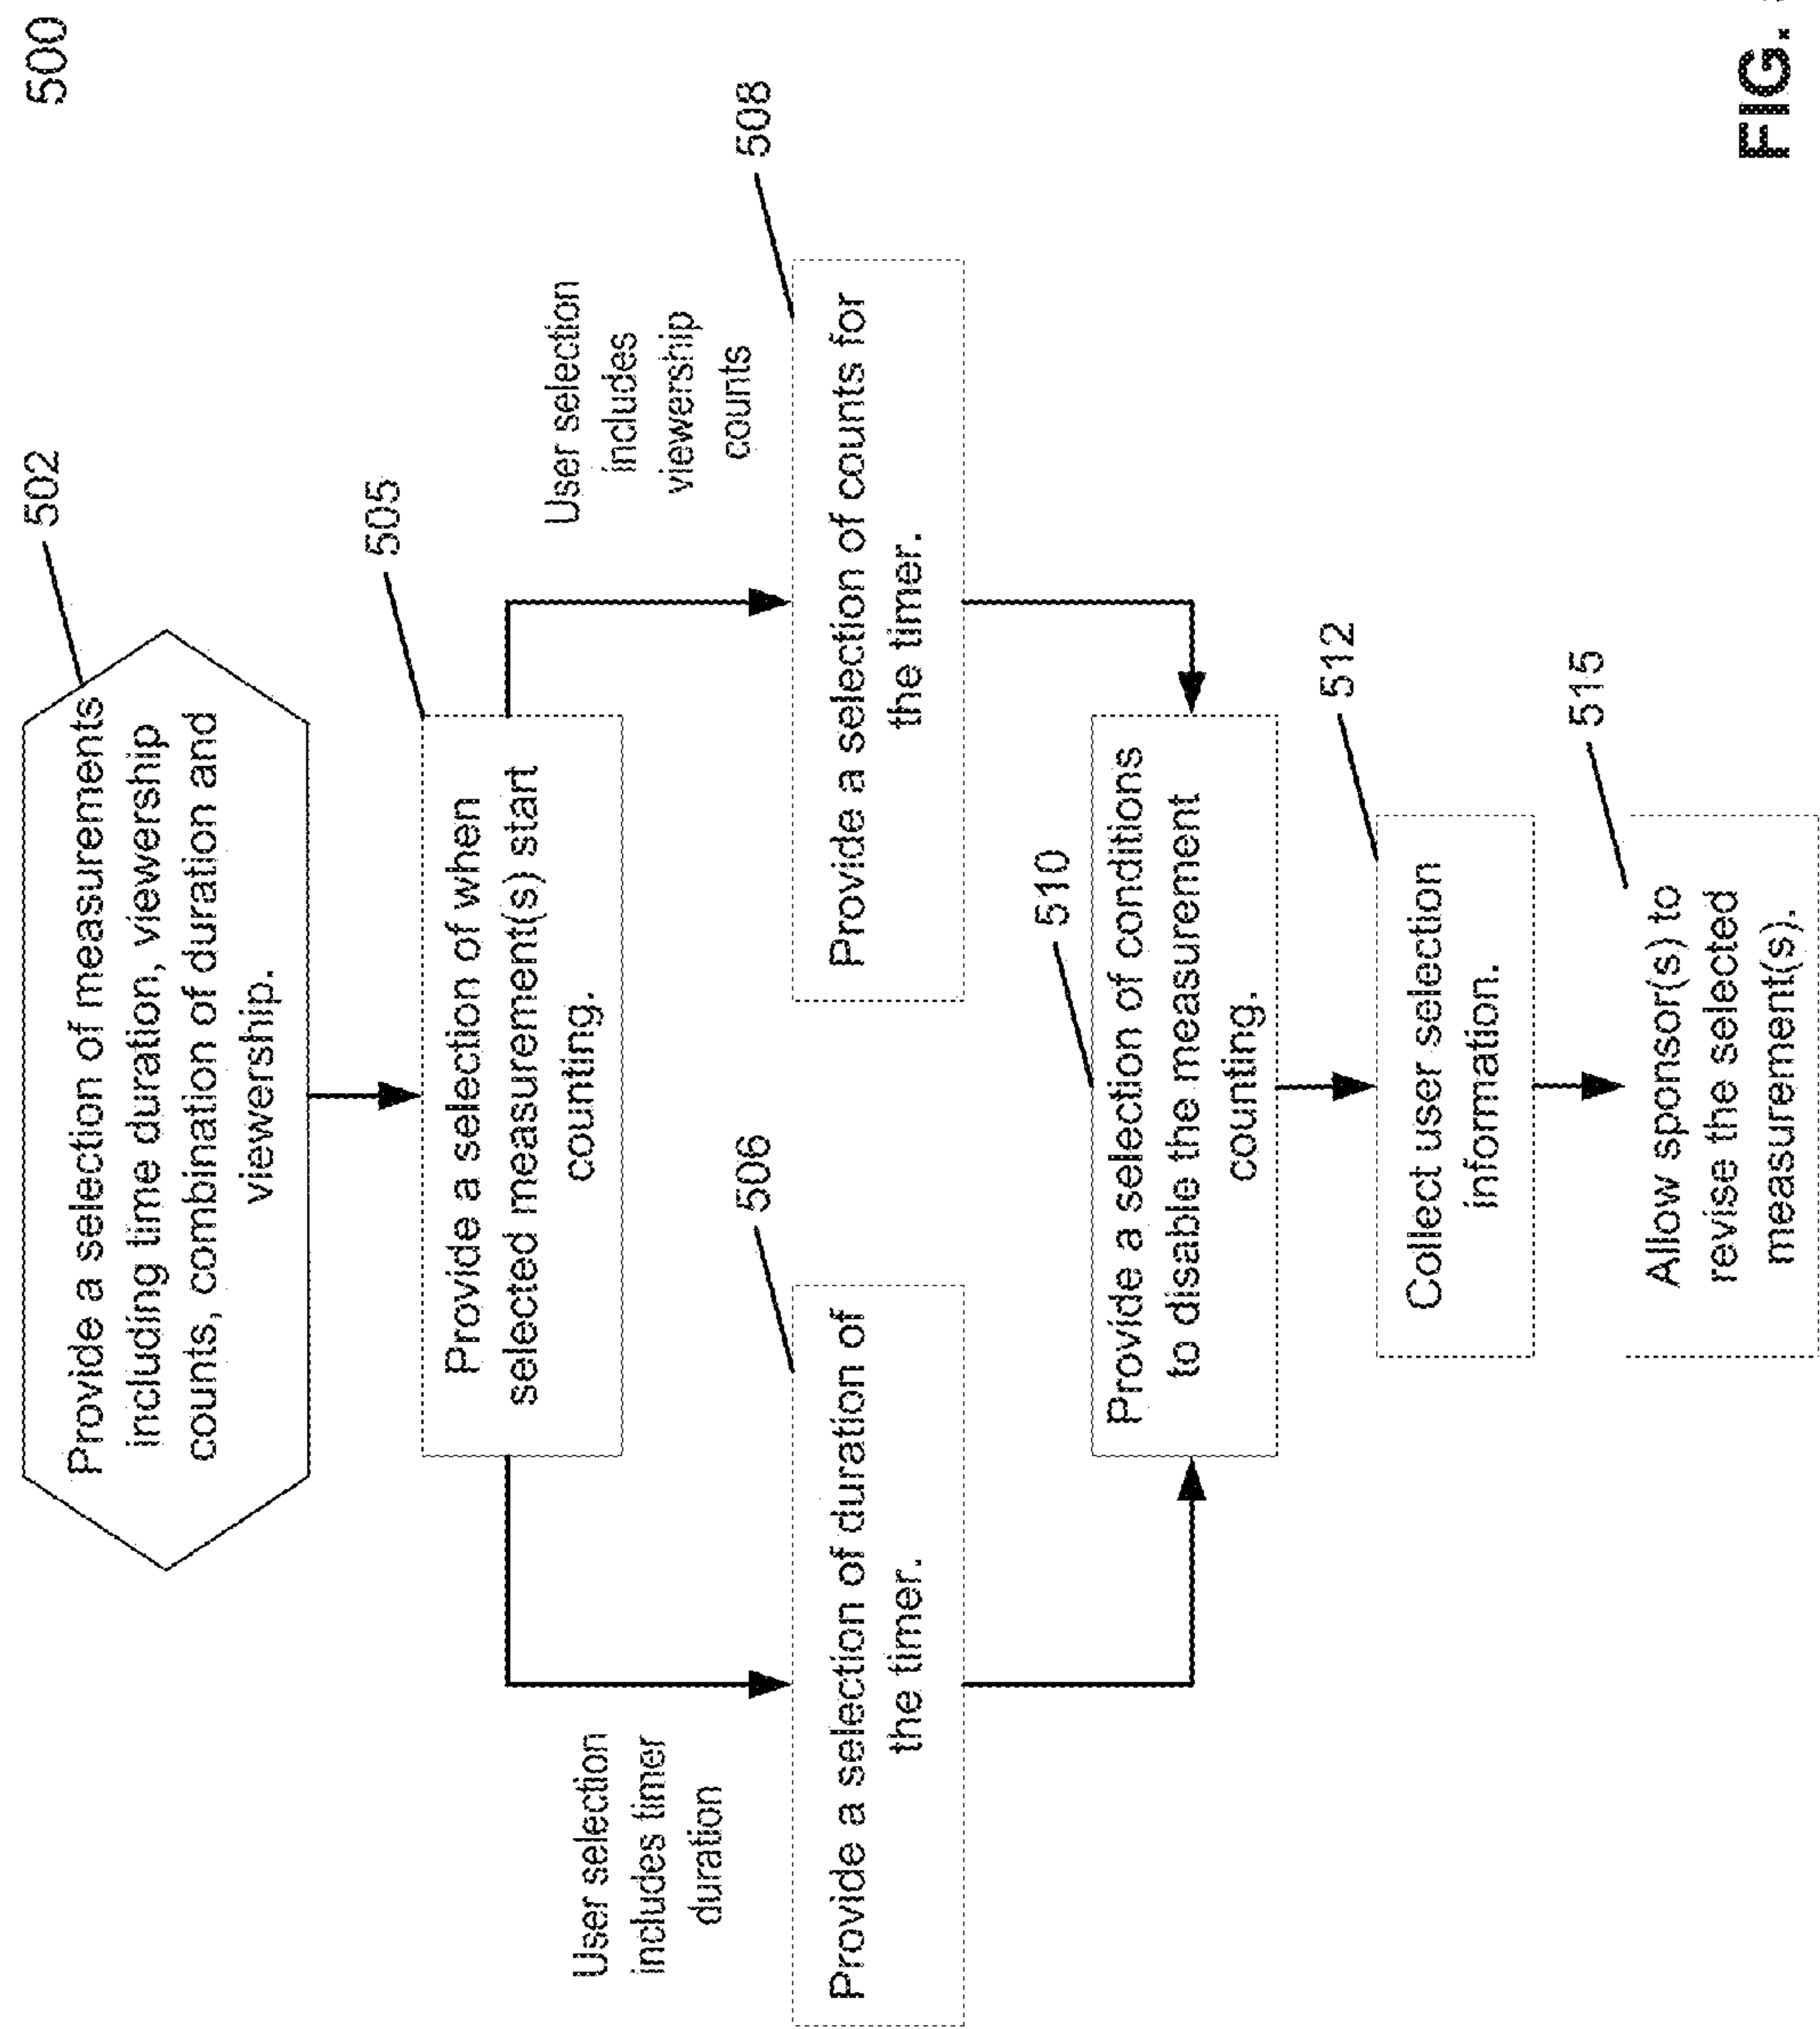 500
502
Provide a selection of measurements
including time duration, viewership
counts, combination of duration and
viewership.
505
Provide a selection of when
selected measurement(s) start
counting.
User selection
includes timer
duration
User selection
includes
viewership
counts
506
Provide a selection of duration of
the timer.
508
Provide a selection of counts for
the timer.
510
Provide a selection of conditions
to disable the measurement
counting.
512
Collect user selection
information.
515
Allow sponsor(s) to
revise the selected
measurement(s).
FIG.